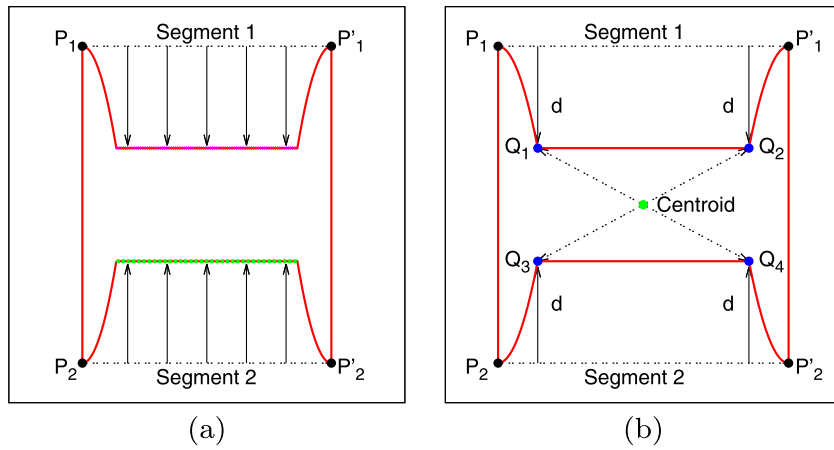 P1 Segment 1 P'1
P2 Segment 2 P'2
(a)
P1 Segment 1 P'1
d d
Q1 Q2
Centroid
Q3 Q4
d d
P2 Segment 2 P'2
(b)